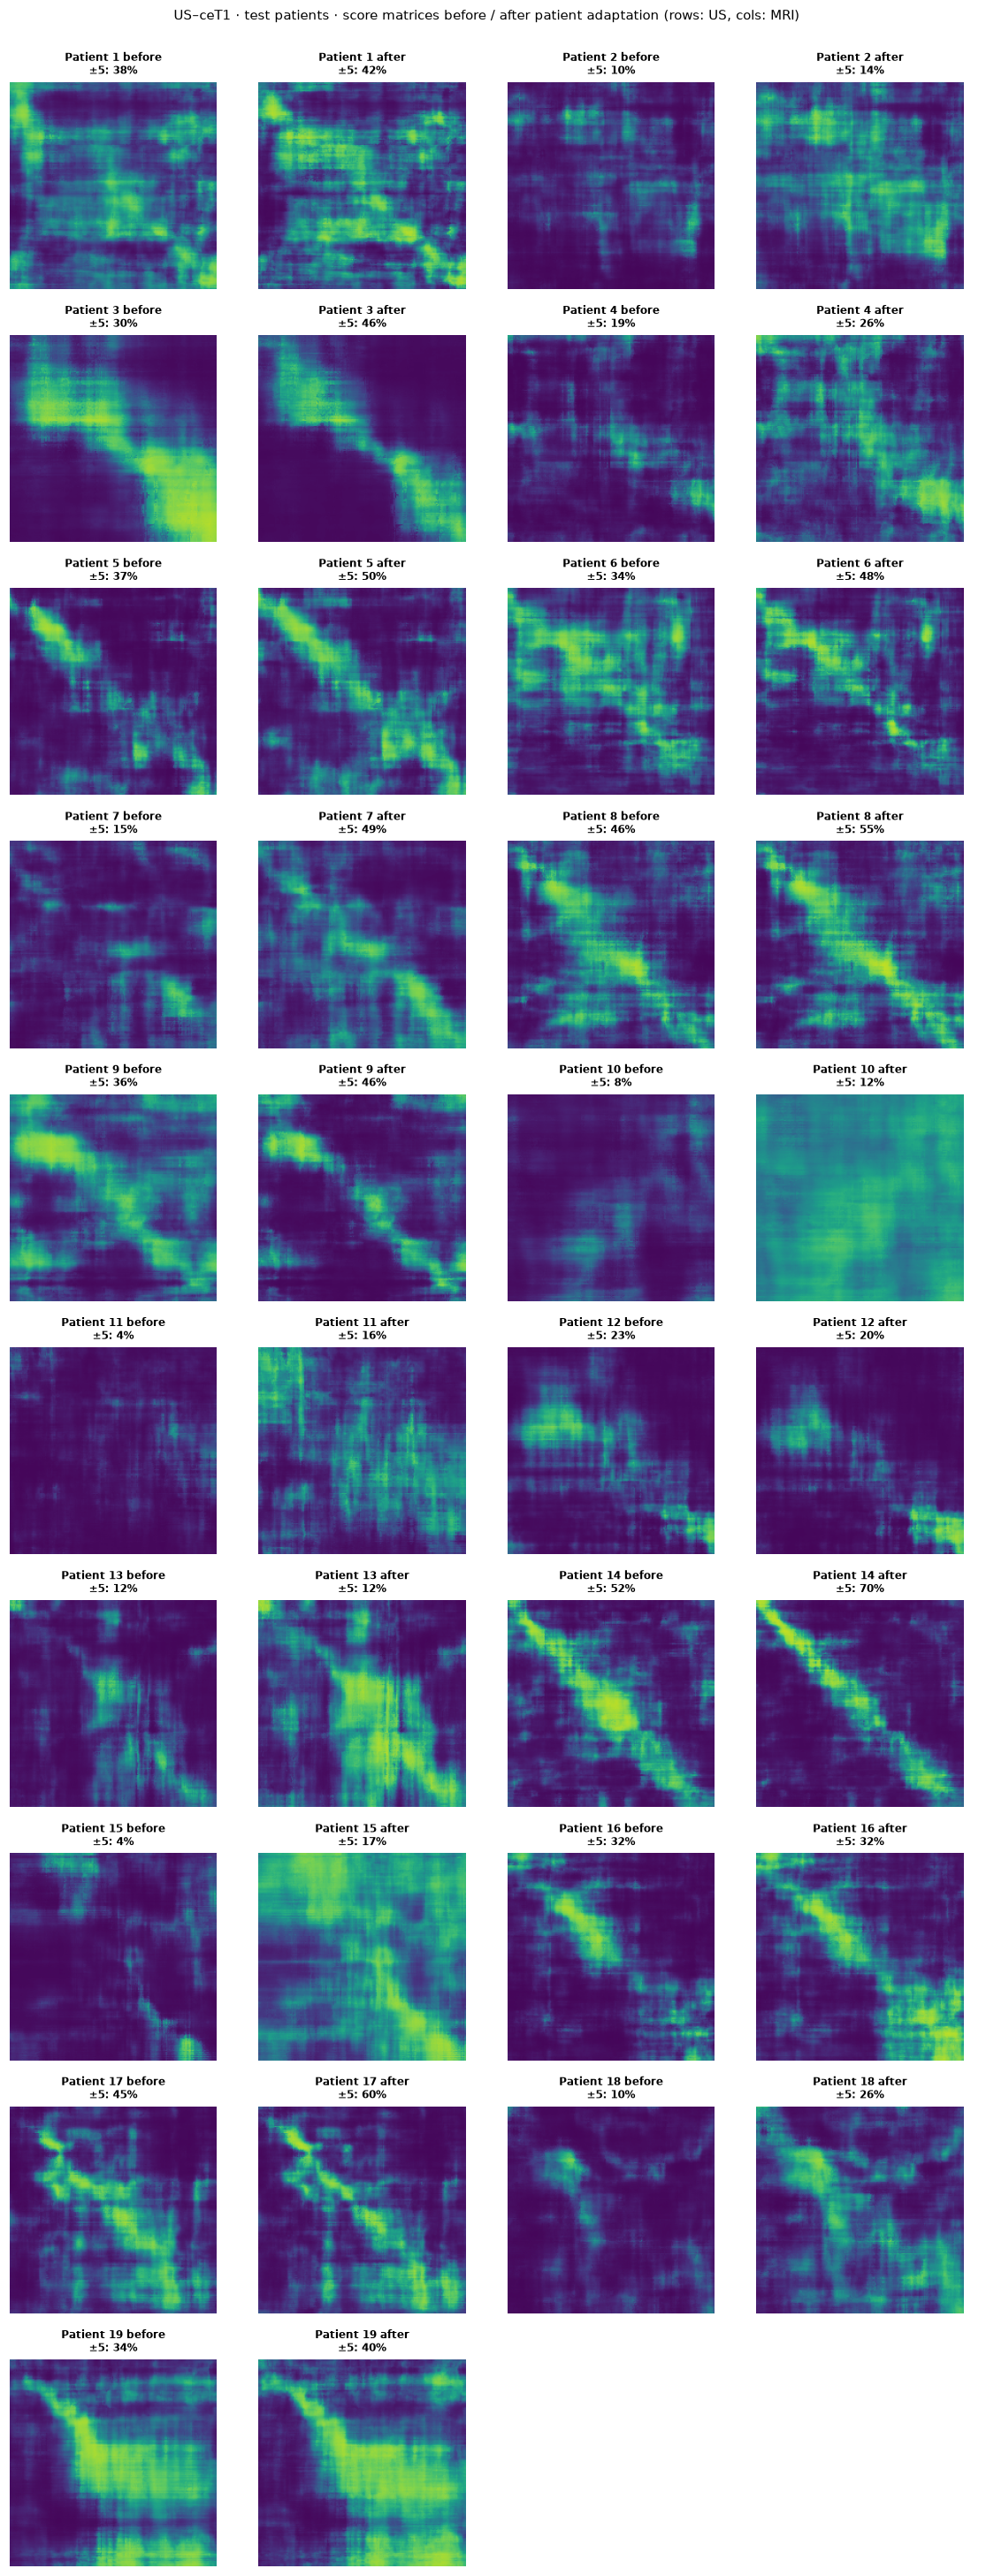 US–ceT1 · test patients · score matrices before / after patient adaptation (rows: US, cols: MRI)
Patient 1 before
±5: 38%
Patient 1 after
±5: 42%
Patient 2 before
±5: 10%
Patient 2 after
±5: 14%
Patient 3 before
±5: 30%
Patient 3 after
±5: 46%
Patient 4 before
±5: 19%
Patient 4 after
±5: 26%
Patient 5 before
±5: 37%
Patient 5 after
±5: 50%
Patient 6 before
±5: 34%
Patient 6 after
±5: 48%
Patient 7 before
±5: 15%
Patient 7 after
±5: 49%
Patient 8 before
±5: 46%
Patient 8 after
±5: 55%
Patient 9 before
±5: 36%
Patient 9 after
±5: 46%
Patient 10 before
±5: 8%
Patient 10 after
±5: 12%
Patient 11 before
±5: 4%
Patient 11 after
±5: 16%
Patient 12 before
±5: 23%
Patient 12 after
±5: 20%
Patient 13 before
±5: 12%
Patient 13 after
±5: 12%
Patient 14 before
±5: 52%
Patient 14 after
±5: 70%
Patient 15 before
±5: 4%
Patient 15 after
±5: 17%
Patient 16 before
±5: 32%
Patient 16 after
±5: 32%
Patient 17 before
±5: 45%
Patient 17 after
±5: 60%
Patient 18 before
±5: 10%
Patient 18 after
±5: 26%
Patient 19 before
±5: 34%
Patient 19 after
±5: 40%